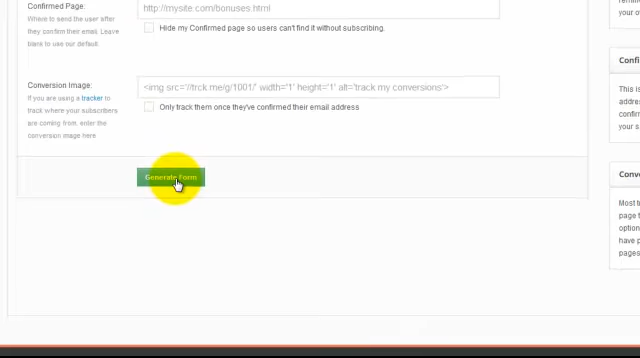 Confirmed Page:
http://mysite.com/bonuses.html
Where to send the user after
they confirm their email. Leave
blank to use our default
Hide my Confirmed page so users can't find it without subscribing.
Conversion Image:
<img src='//trck.me/g/1001/' width='1' height='1' alt='track my conversions'>
If you are using a tracker to
track where your subscribers
are coming from, enter the
conversion image here
Only track them once they've confirmed their email address
Generate Form
your o
Confi
This is
addres
confirm
your s
Conv
Most t
page t
option
have p
pages